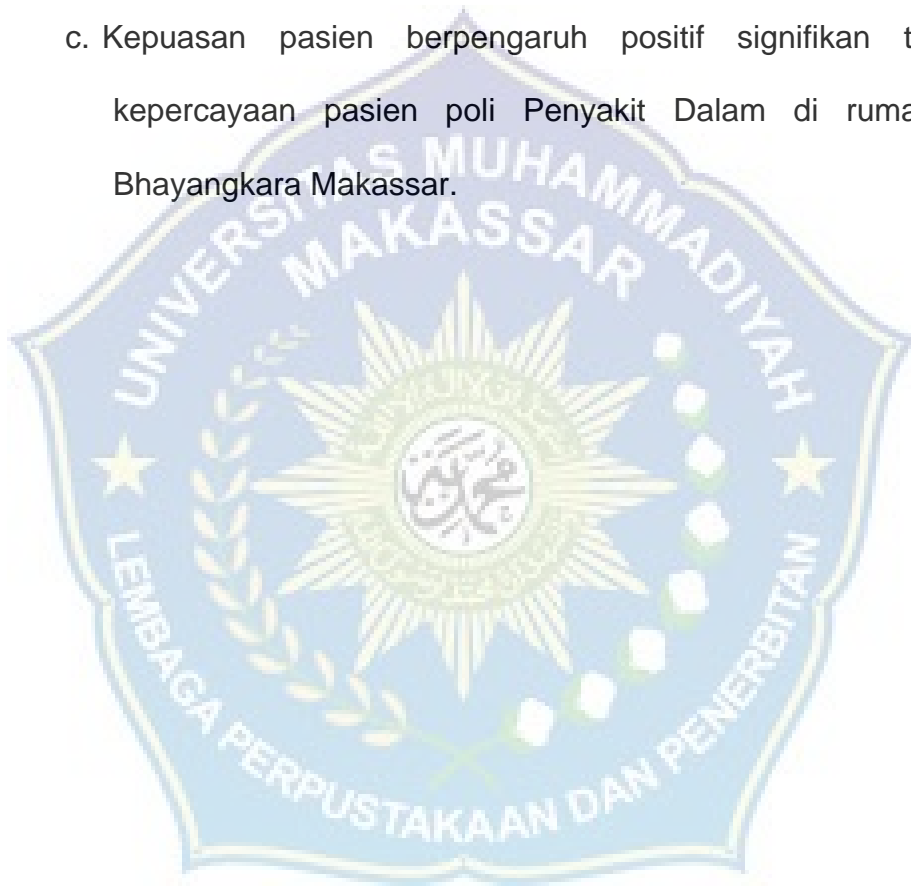 c. Kepuasan pasien berpengaruh positif signifikan t
kepercayaan pasien poli Penyakit Dalam di ruma
Bhayangkara Makassar.
UNIVERSITAS MUHAMMADIYAH
MAKASSAR
LEMBAGA PERPUSTAKAAN DAN PENERBITAN